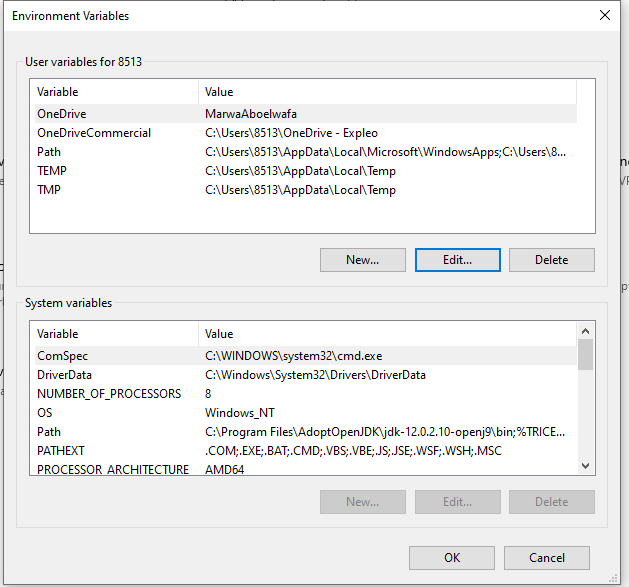 Environment Variables
User variables for 8513
Variable Value
OneDrive MarwaAboelwafa
OneDriveCommercial C:\Users\8513\OneDrive - Expleo
Path C:\Users\8513\AppData\Local\Microsoft\WindowsApps;C:\Users\8...
TEMP C:\Users\8513\AppData\Local\Temp
TMP C:\Users\8513\AppData\Local\Temp
New... Edit... Delete
System variables
Variable Value
ComSpec C:\WINDOWS\system32\cmd.exe
DriverData C:\Windows\System32\Drivers\DriverData
NUMBER_OF_PROCESSORS 8
OS Windows_NT
Path C:\Program Files\AdoptOpenJDK\jdk-12.0.2.10-openj9\bin;%TRICE...
PATHEXT .COM;.EXE;.BAT;.CMD;.VBS;.VBE;.JS;.JSE;.WSF;.WSH;.MSC
PROCESSOR_ARCHITECTURE AMD64
New... Edit... Delete
OK Cancel